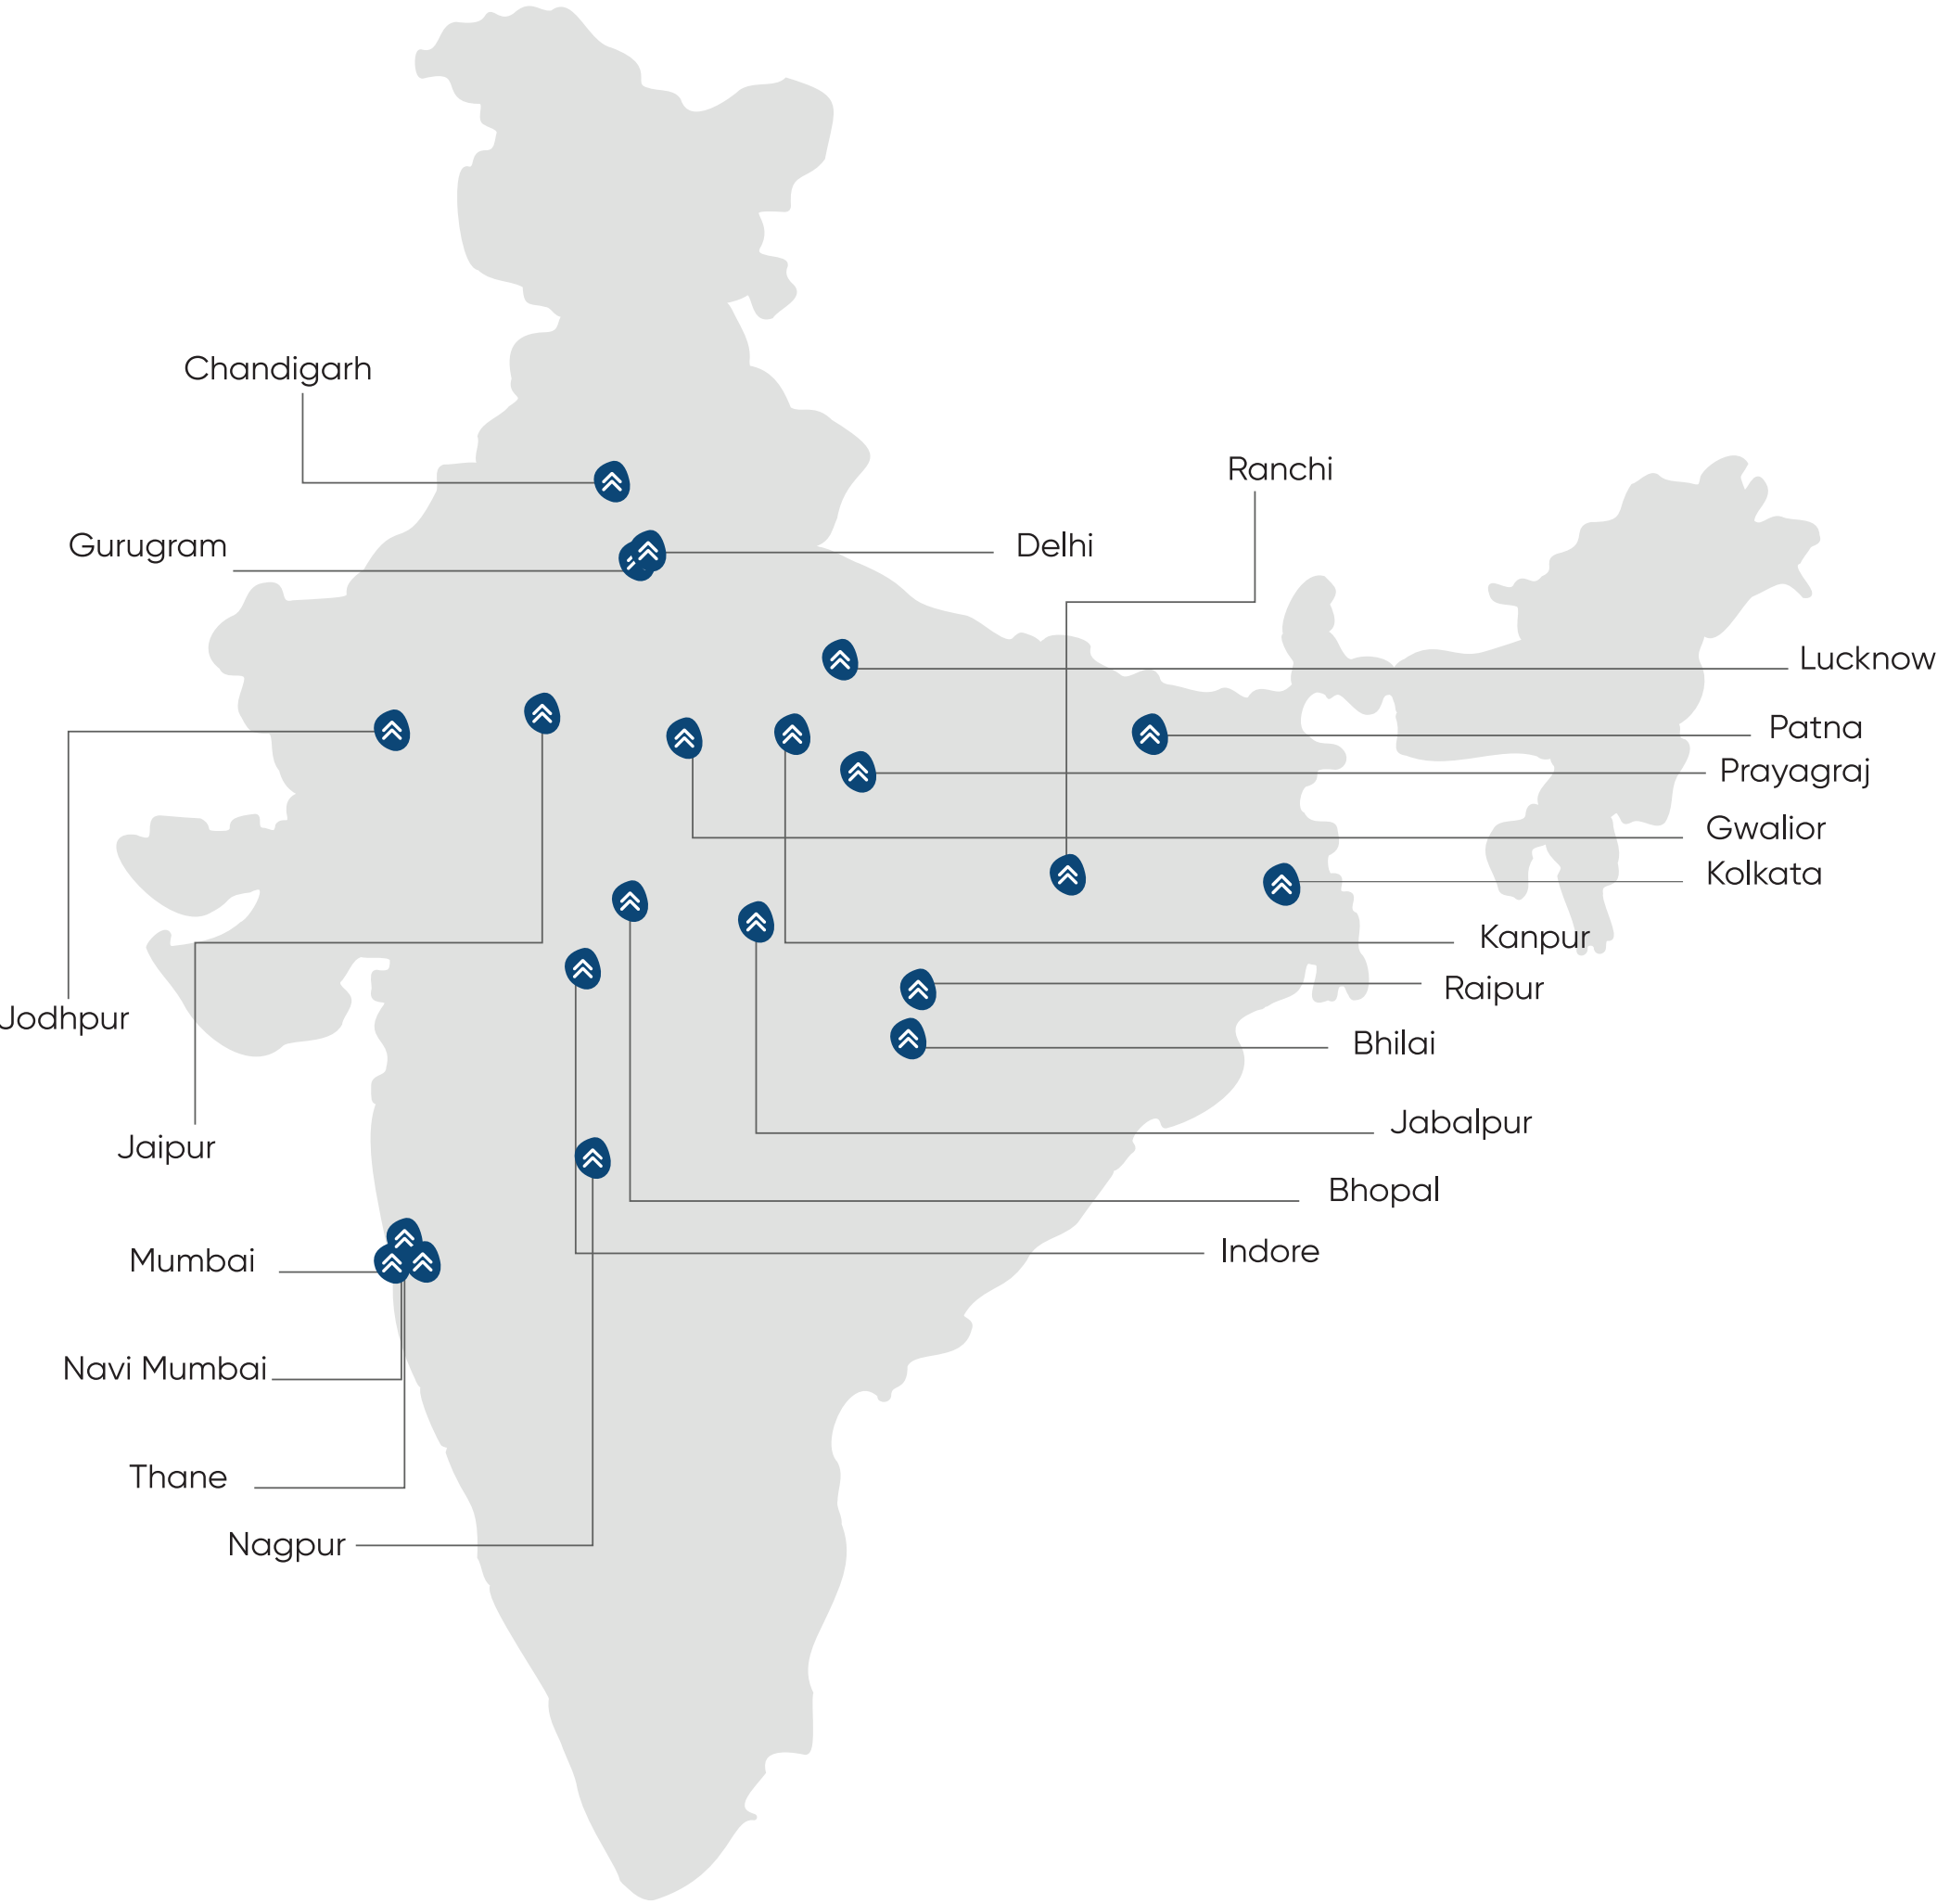 Chandigarh
Ranchi
Gurugram
Delhi
Lucknow
Patna
Prayagraj
Gwalior
Kolkata
Kanpur
Raipur
Jodhpur
Bhilai
Jabalpur
Jaipur
Bhopal
Indore
Mumbai
Navi Mumbai
Thane
Nagpur